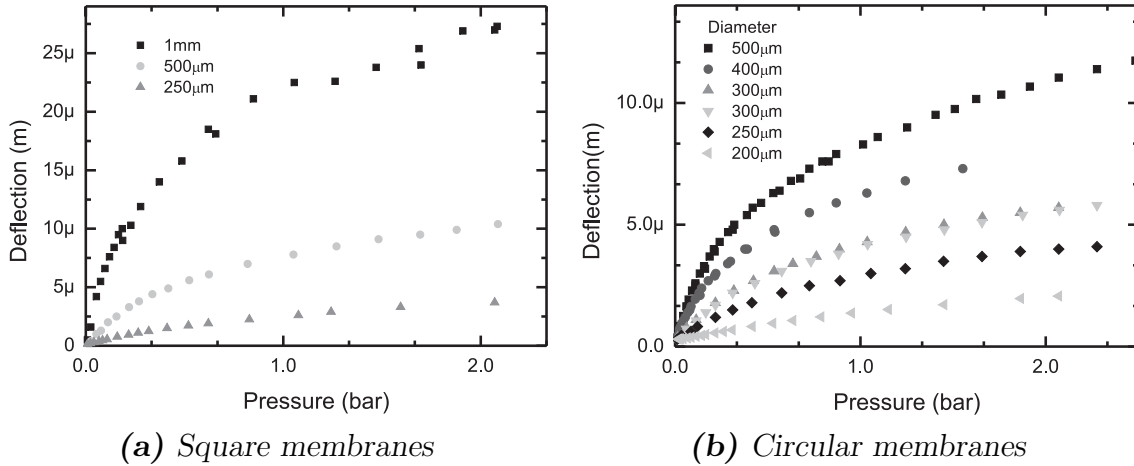 25µ
20µ
15µ
10µ
5µ
0
Deflection (m)
1mm
500µm
250µm
0.0
1.0
2.0
Pressure (bar)
(a) Square membranes
10.0µ
5.0µ
0.0
Deflection(m)
Diameter
500µm
400µm
300µm
300µm
250µm
200µm
0.0
1.0
2.0
Pressure (bar)
(b) Circular membranes